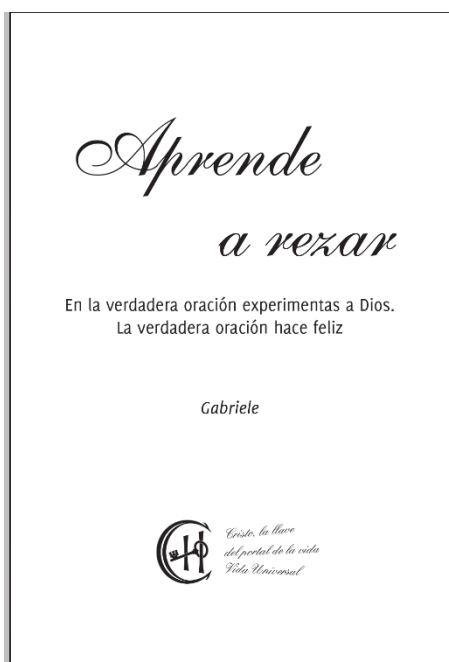 Aprende
a rezar
En la verdadera oración experimentas a Dios.
La verdadera oración hace feliz
Gabriele
Cristo, la llave
del portal de la vida
Vida Universal